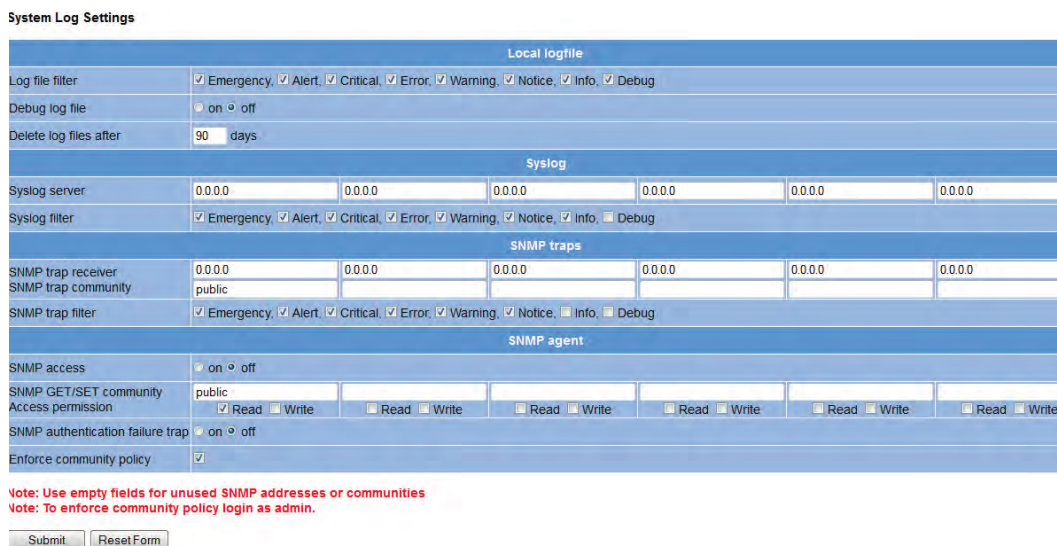 System Log Settings
Local logfile
Log file filter Emergency, Alert, Critical, Error, Warning, Notice, Info, Debug
Debug log file on off
Delete log files after 90 days
Syslog
Syslog server 0.0.0.0 0.0.0.0 0.0.0.0 0.0.0.0 0.0.0.0 0.0.0.0
Syslog filter Emergency, Alert, Critical, Error, Warning, Notice, Info, Debug
SNMP traps
SNMP trap receiver 0.0.0.0 0.0.0.0 0.0.0.0 0.0.0.0 0.0.0.0 0.0.0.0
SNMP trap community public
SNMP trap filter Emergency, Alert, Critical, Error, Warning, Notice, Info, Debug
SNMP agent
SNMP access on off
SNMP GET/SET community public
Access permission Read Write Read Write Read Write Read Write Read Write Read Write
SNMP authentication failure trap on off
Enforce community policy
Note: Use empty fields for unused SNMP addresses or communities
Note: To enforce community policy login as admin.
Submit Reset Form